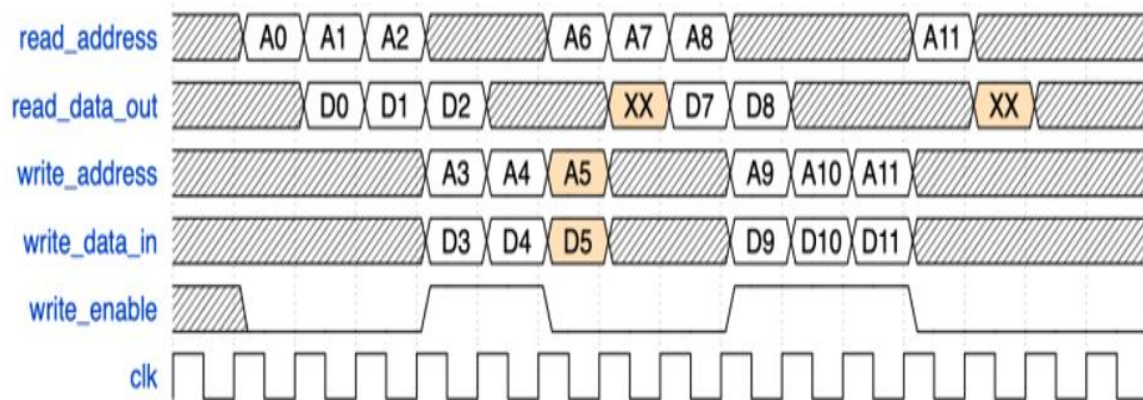 read_address A0 A1 A2 A6 A7 A8 A11
read_data_out D0 D1 D2 XX D7 D8 XX
write_address A3 A4 A5 A9 A10 A11
write_data_in D3 D4 D5 D9 D10 D11
write_enable
clk